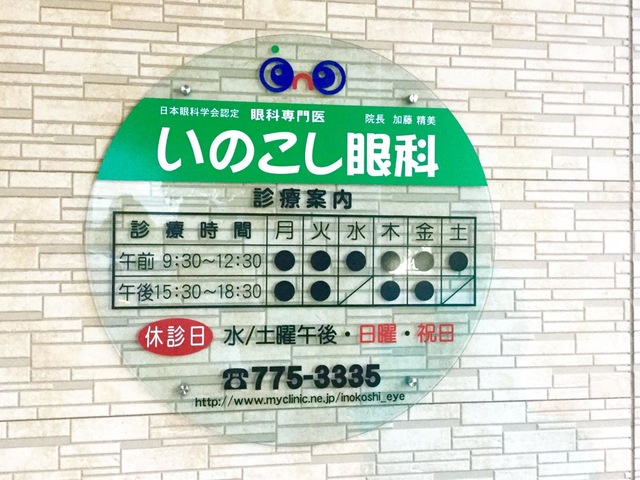 日本眼科学会認定 眼科専門医 院長 加藤 精美
いのこし眼科
診療案内
診療時間 月 火 水 木 金 土
午前 9:30～12:30 ● ● ● ● ● ●
午後15:30～18:30 ● ● ／ ● ● ／
休診日 水/土曜午後・日曜・祝日
☎775-3335
http://www.myclinic.ne.jp/inokoshi_eye